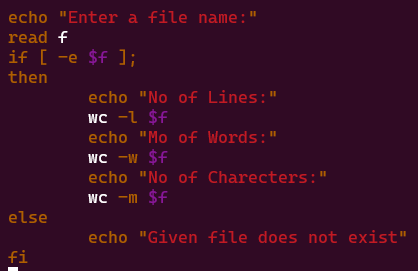 echo "Enter a file name:"
read f
if [ -e $f ];
then
echo "No of Lines:"
wc -l $f
echo "Mo of Words:"
wc -w $f
echo "No of Charecters:"
wc -m $f
else
echo "Given file does not exist"
fi